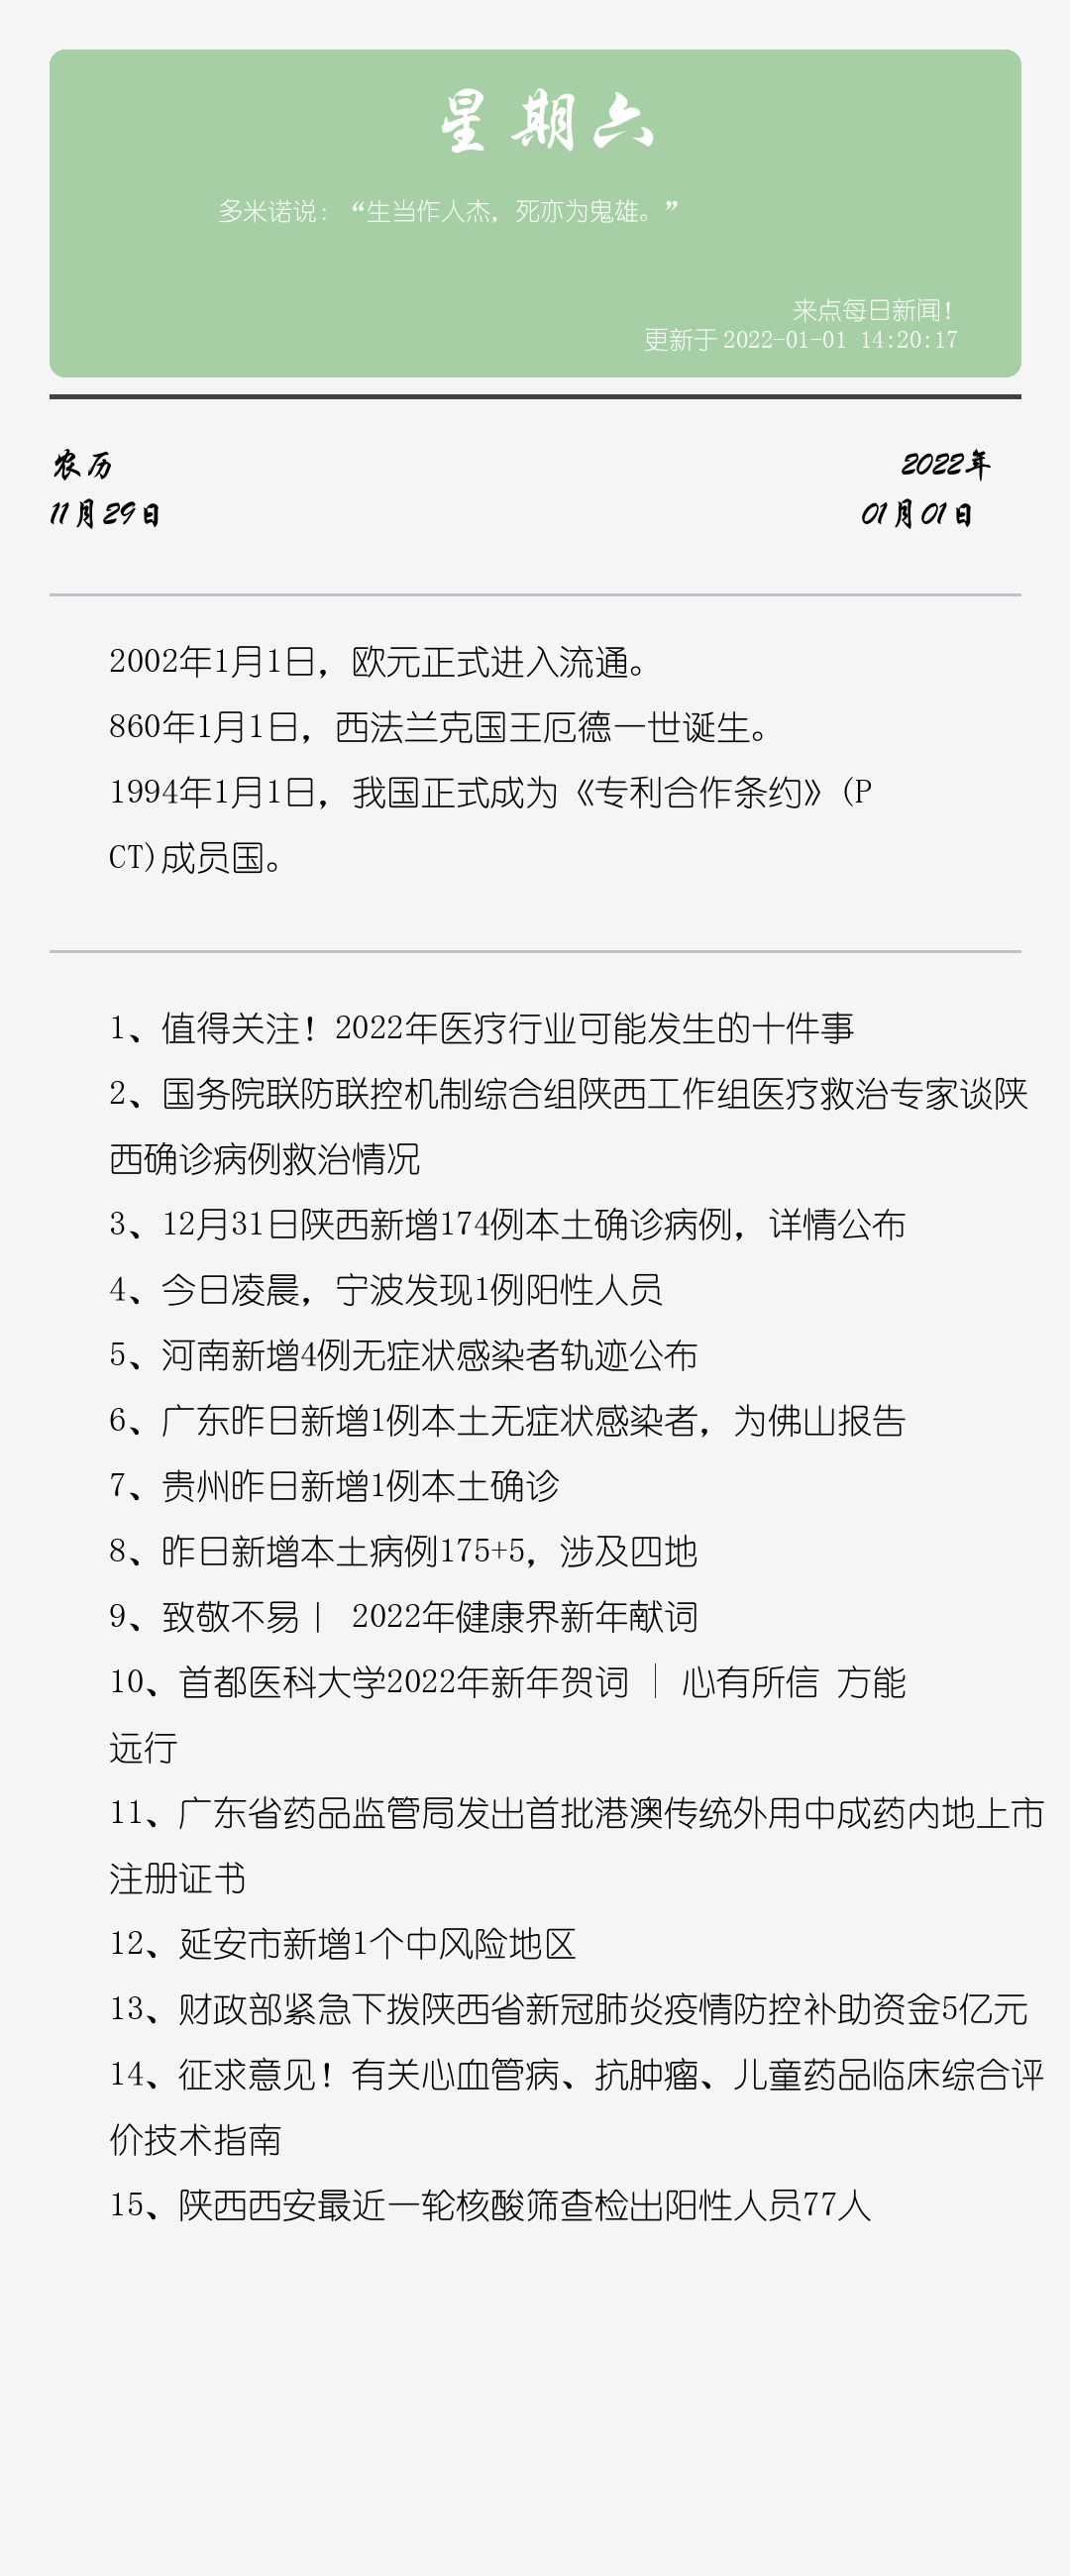 星期六
多米诺说：“生当作人杰，死亦为鬼雄。”
来点每日新闻！
更新于 2022-01-01 14:20:17
农历
2022年
11月29日
01月01日
2002年1月1日，欧元正式进入流通。
860年1月1日，西法兰克国王厄德一世诞生。
1994年1月1日，我国正式成为《专利合作条约》(P
CT)成员国。
1、值得关注！2022年医疗行业可能发生的十件事
2、国务院联防联控机制综合组陕西工作组医疗救治专家谈陕
西确诊病例救治情况
3、12月31日陕西新增174例本土确诊病例，详情公布
4、今日凌晨，宁波发现1例阳性人员
5、河南新增4例无症状感染者轨迹公布
6、广东昨日新增1例本土无症状感染者，为佛山报告
7、贵州昨日新增1例本土确诊
8、昨日新增本土病例175+5，涉及四地
9、致敬不易丨 2022年健康界新年献词
10、首都医科大学2022年新年贺词 │ 心有所信 方能
远行
11、广东省药品监管局发出首批港澳传统外用中成药内地上市
注册证书
12、延安市新增1个中风险地区
13、财政部紧急下拨陕西省新冠肺炎疫情防控补助资金5亿元
14、征求意见！有关心血管病、抗肿瘤、儿童药品临床综合评
价技术指南
15、陕西西安最近一轮核酸筛查检出阳性人员77人